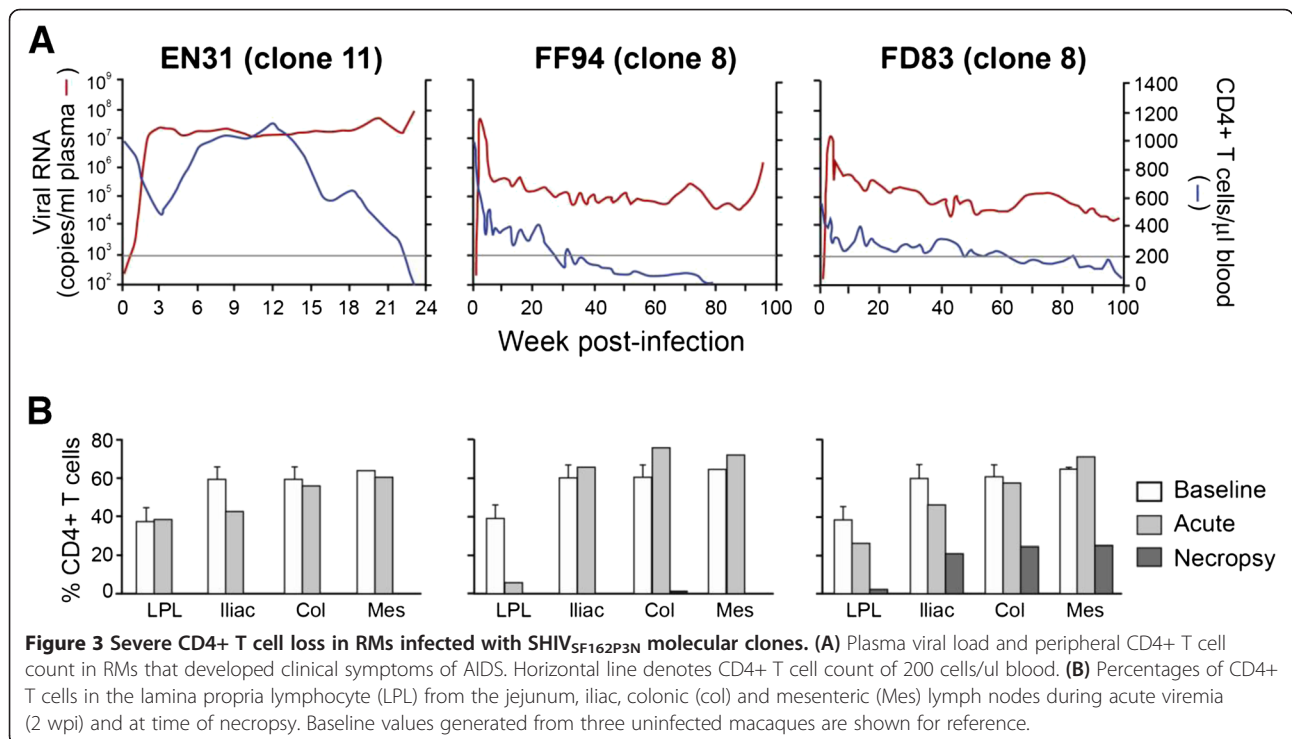 A
EN31 (clone 11)
FF94 (clone 8)
FD83 (clone 8)
Viral RNA
(copies/ml plasma —)
10⁹
10⁸
10⁷
10⁶
10⁵
10⁴
10³
10²
0 3 6 9 12 15 18 21 24
0 20 40 60 80 100
0 20 40 60 80 100
1400
1200
1000
800
600
400
200
0
CD4+ T cells/µl blood
(—)
Week post-infection
B
% CD4+ T cells
80
60
40
20
0
LPL Iliac Col Mes
LPL Iliac Col Mes
LPL Iliac Col Mes
Baseline
Acute
Necropsy
Figure 3 Severe CD4+ T cell loss in RMs infected with SHIVSF162P3N molecular clones. (A) Plasma viral load and peripheral CD4+ T cell
count in RMs that developed clinical symptoms of AIDS. Horizontal line denotes CD4+ T cell count of 200 cells/ul blood. (B) Percentages of CD4+
T cells in the lamina propria lymphocyte (LPL) from the jejunum, iliac, colonic (col) and mesenteric (Mes) lymph nodes during acute viremia
(2 wpi) and at time of necropsy. Baseline values generated from three uninfected macaques are shown for reference.